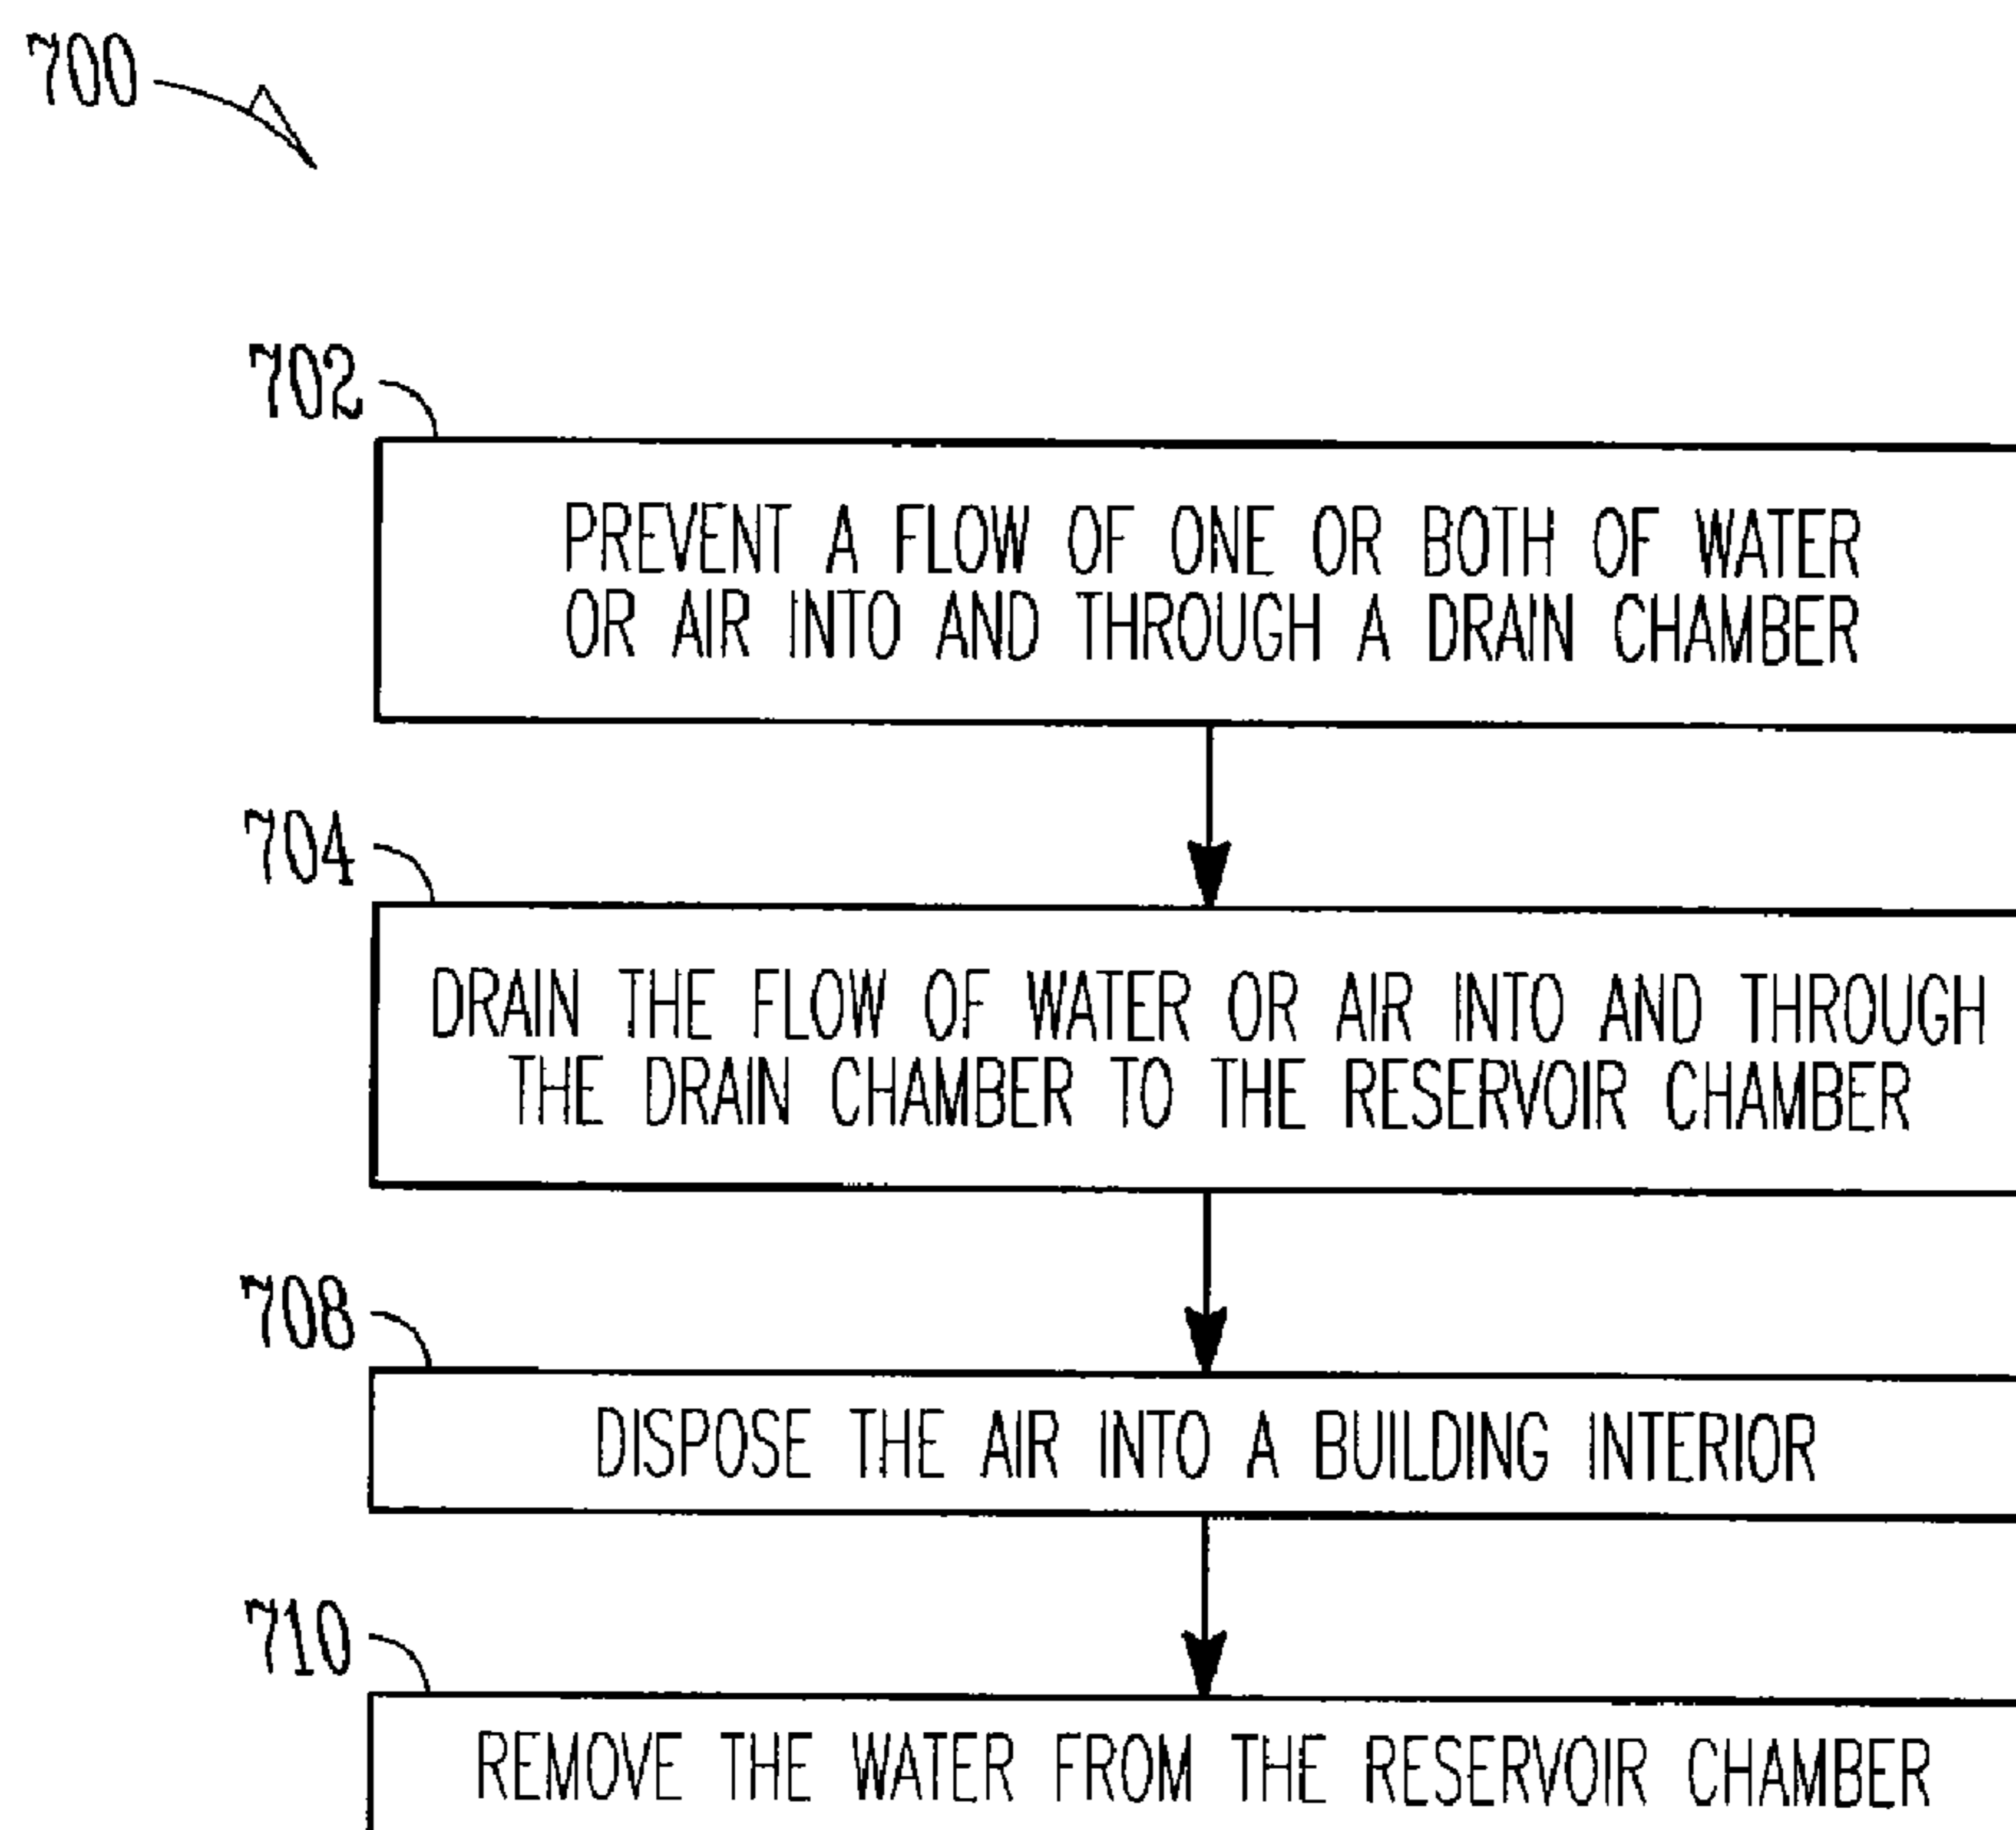 700
702
PREVENT A FLOW OF ONE OR BOTH OF WATER
OR AIR INTO AND THROUGH A DRAIN CHAMBER
704
DRAIN THE FLOW OF WATER OR AIR INTO AND THROUGH
THE DRAIN CHAMBER TO THE RESERVOIR CHAMBER
708
DISPOSE THE AIR INTO A BUILDING INTERIOR
710
REMOVE THE WATER FROM THE RESERVOIR CHAMBER